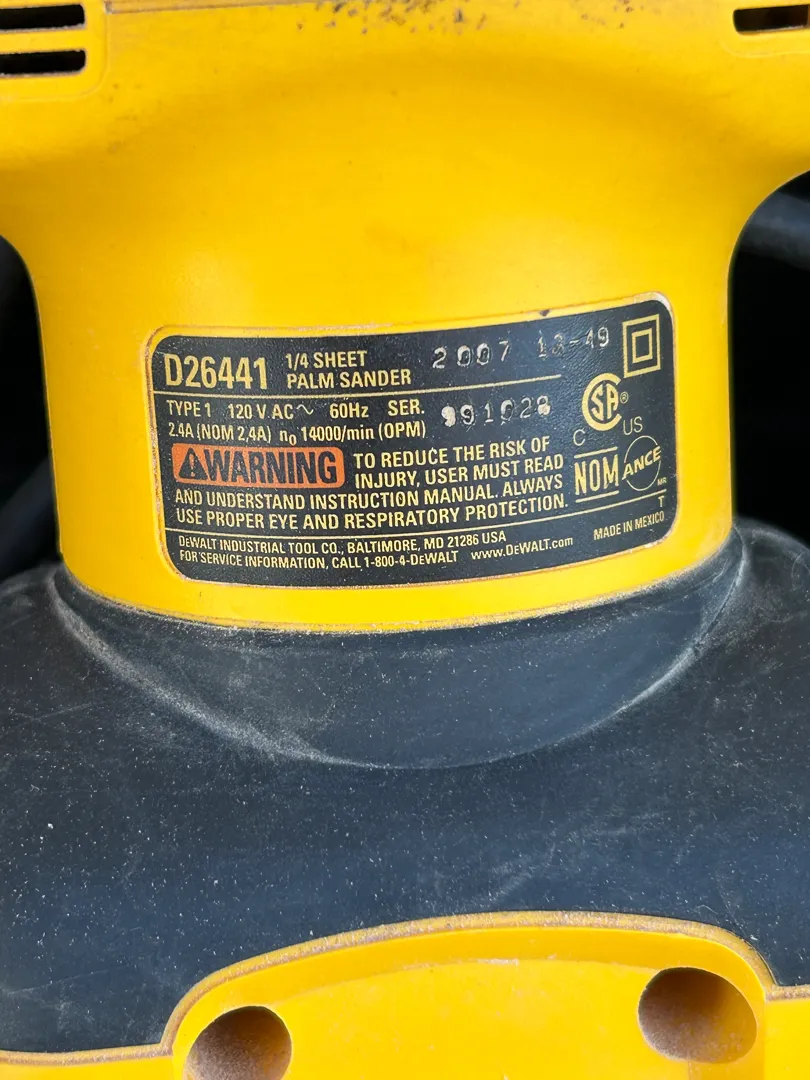 D26441 1/4 SHEET PALM SANDER 2007 -49
TYPE 1 120 V AC ~ 60Hz SER.
2.4A (NOM 2,4A) n0 14000/min (OPM)
⚠WARNING TO REDUCE THE RISK OF
INJURY, USER MUST READ
AND UNDERSTAND INSTRUCTION MANUAL. ALWAYS
USE PROPER EYE AND RESPIRATORY PROTECTION.
SA®
C US
NOM ANCE
MR
T
DEWALT INDUSTRIAL TOOL CO., BALTIMORE, MD 21286 USA
FOR SERVICE INFORMATION, CALL 1-800-4-DEWALT www.DEWALT.com
MADE IN MEXICO